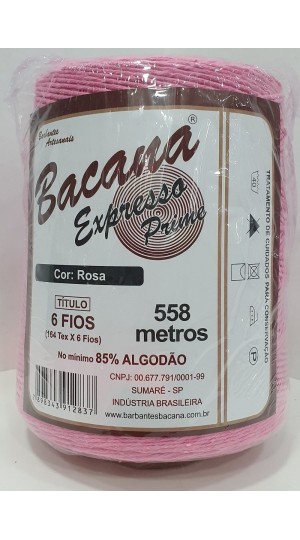 Barbantes
Artesanais
Bacana®
Expresso
Prime
Cor: Rosa
TÍTULO
6 FIOS
(164 Tex X 6 Fios)
558
metros
No mínimo 85% ALGODÃO
CNPJ: 00.677.791/0001-99
SUMARÉ - SP
INDÚSTRIA BRASILEIRA
www.barbantesbacana.com.br
TRATAMENTO DE CUIDADOS PARA CONSERVAÇÃO
40
P